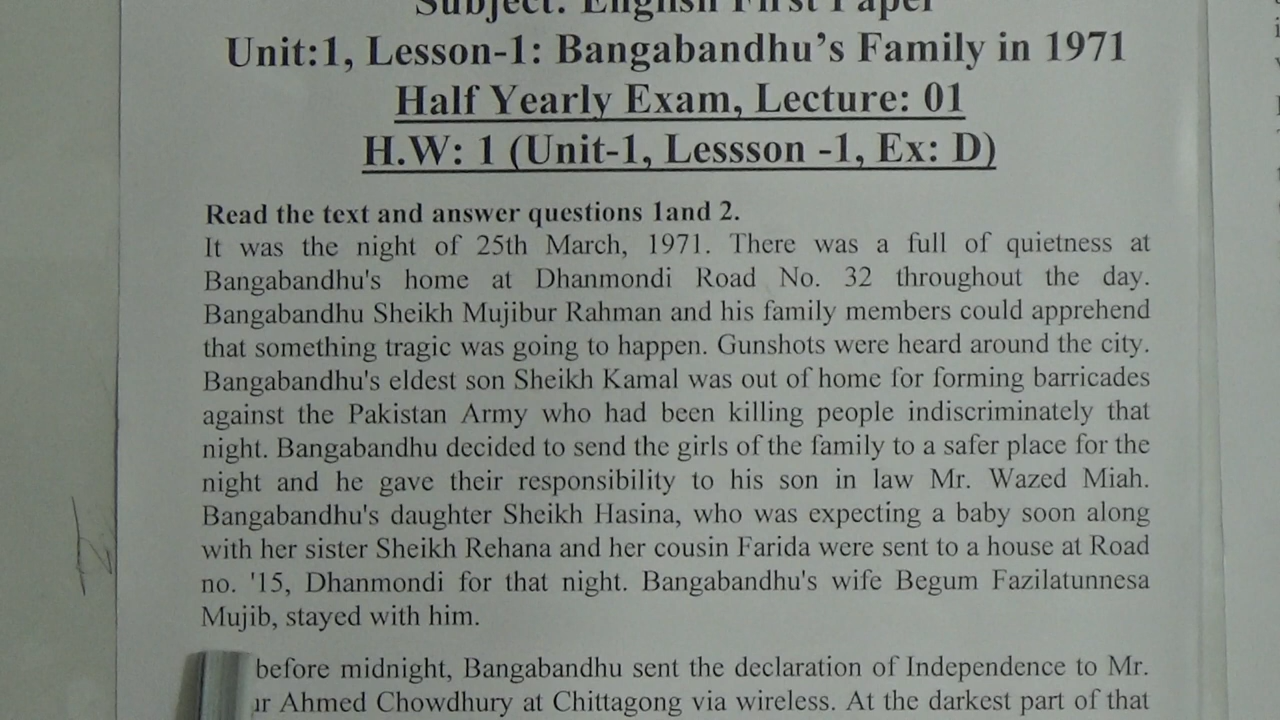 Subject: English First Paper
Unit:1, Lesson-1: Bangabandhu’s Family in 1971
Half Yearly Exam, Lecture: 01
H.W: 1 (Unit-1, Lessson -1, Ex: D)
Read the text and answer questions 1and 2.
It was the night of 25th March, 1971. There was a full of quietness at
Bangabandhu's home at Dhanmondi Road No. 32 throughout the day.
Bangabandhu Sheikh Mujibur Rahman and his family members could apprehend
that something tragic was going to happen. Gunshots were heard around the city.
Bangabandhu's eldest son Sheikh Kamal was out of home for forming barricades
against the Pakistan Army who had been killing people indiscriminately that
night. Bangabandhu decided to send the girls of the family to a safer place for the
night and he gave their responsibility to his son in law Mr. Wazed Miah.
Bangabandhu's daughter Sheikh Hasina, who was expecting a baby soon along
with her sister Sheikh Rehana and her cousin Farida were sent to a house at Road
no. '15, Dhanmondi for that night. Bangabandhu's wife Begum Fazilatunnesa
Mujib, stayed with him.
before midnight, Bangabandhu sent the declaration of Independence to Mr.
Ahmed Chowdhury at Chittagong via wireless. At the darkest part of that